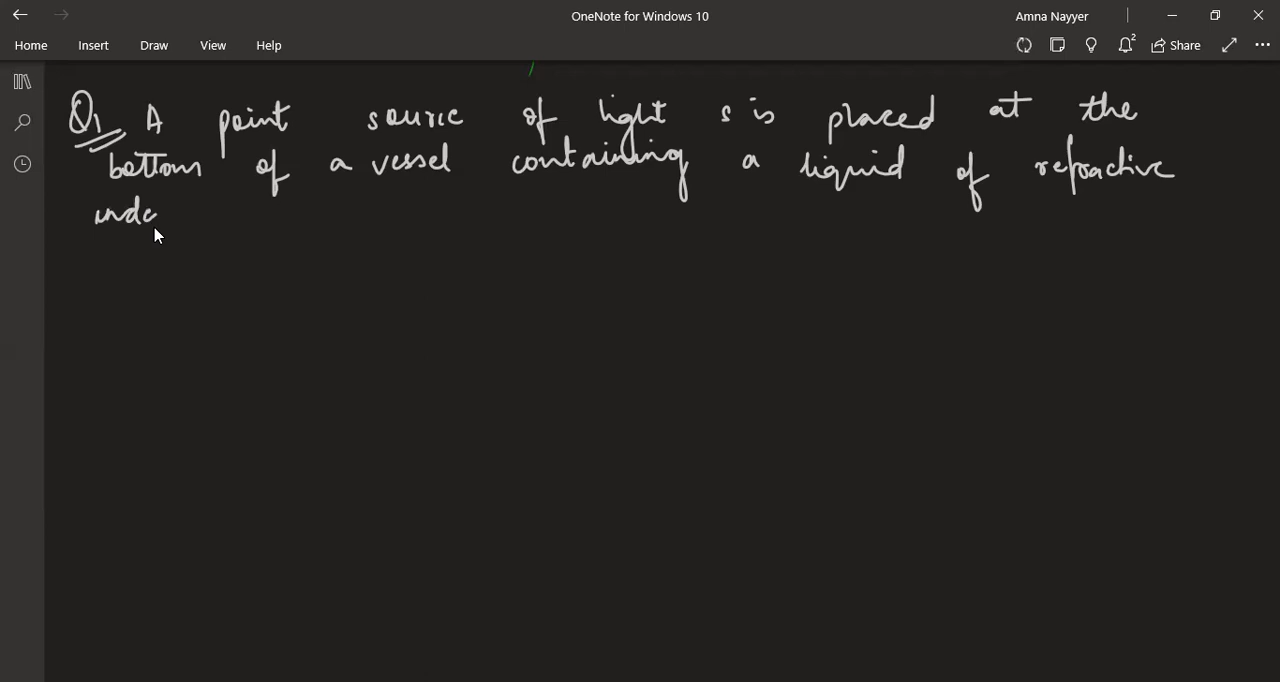 OneNote for Windows 10
Amna Nayyer
Home Insert Draw View Help
2 Share
Q1 A point source of light s is placed at the
bottom of a vessel containing a liquid of refractive
inde